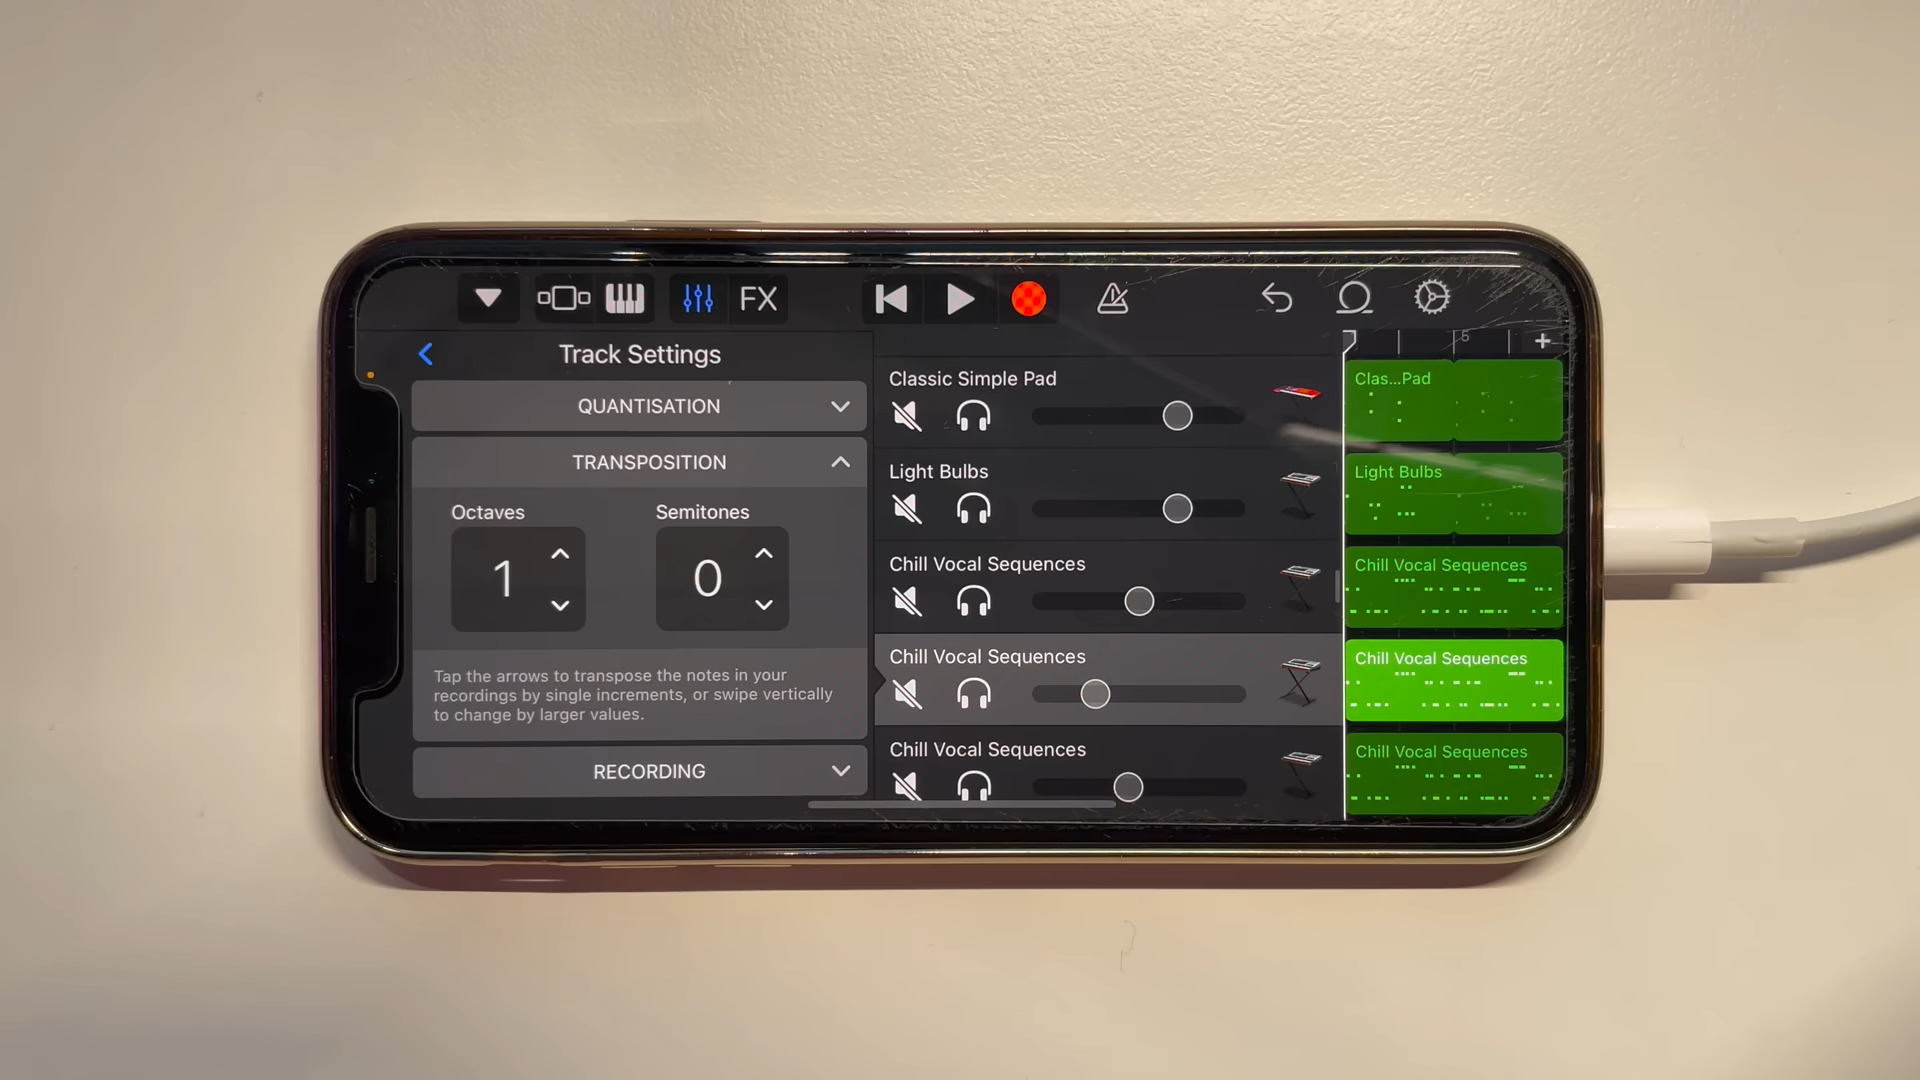 FX
Track Settings
QUANTISATION
TRANSPOSITION
Octaves
Semitones
1
0
Tap the arrows to transpose the notes in your
recordings by single increments, or swipe vertically
to change by larger values.
RECORDING
Classic Simple Pad
Light Bulbs
Chill Vocal Sequences
Chill Vocal Sequences
Chill Vocal Sequences
5
+
Clas...Pad
Light Bulbs
Chill Vocal Sequences
Chill Vocal Sequences
Chill Vocal Sequences